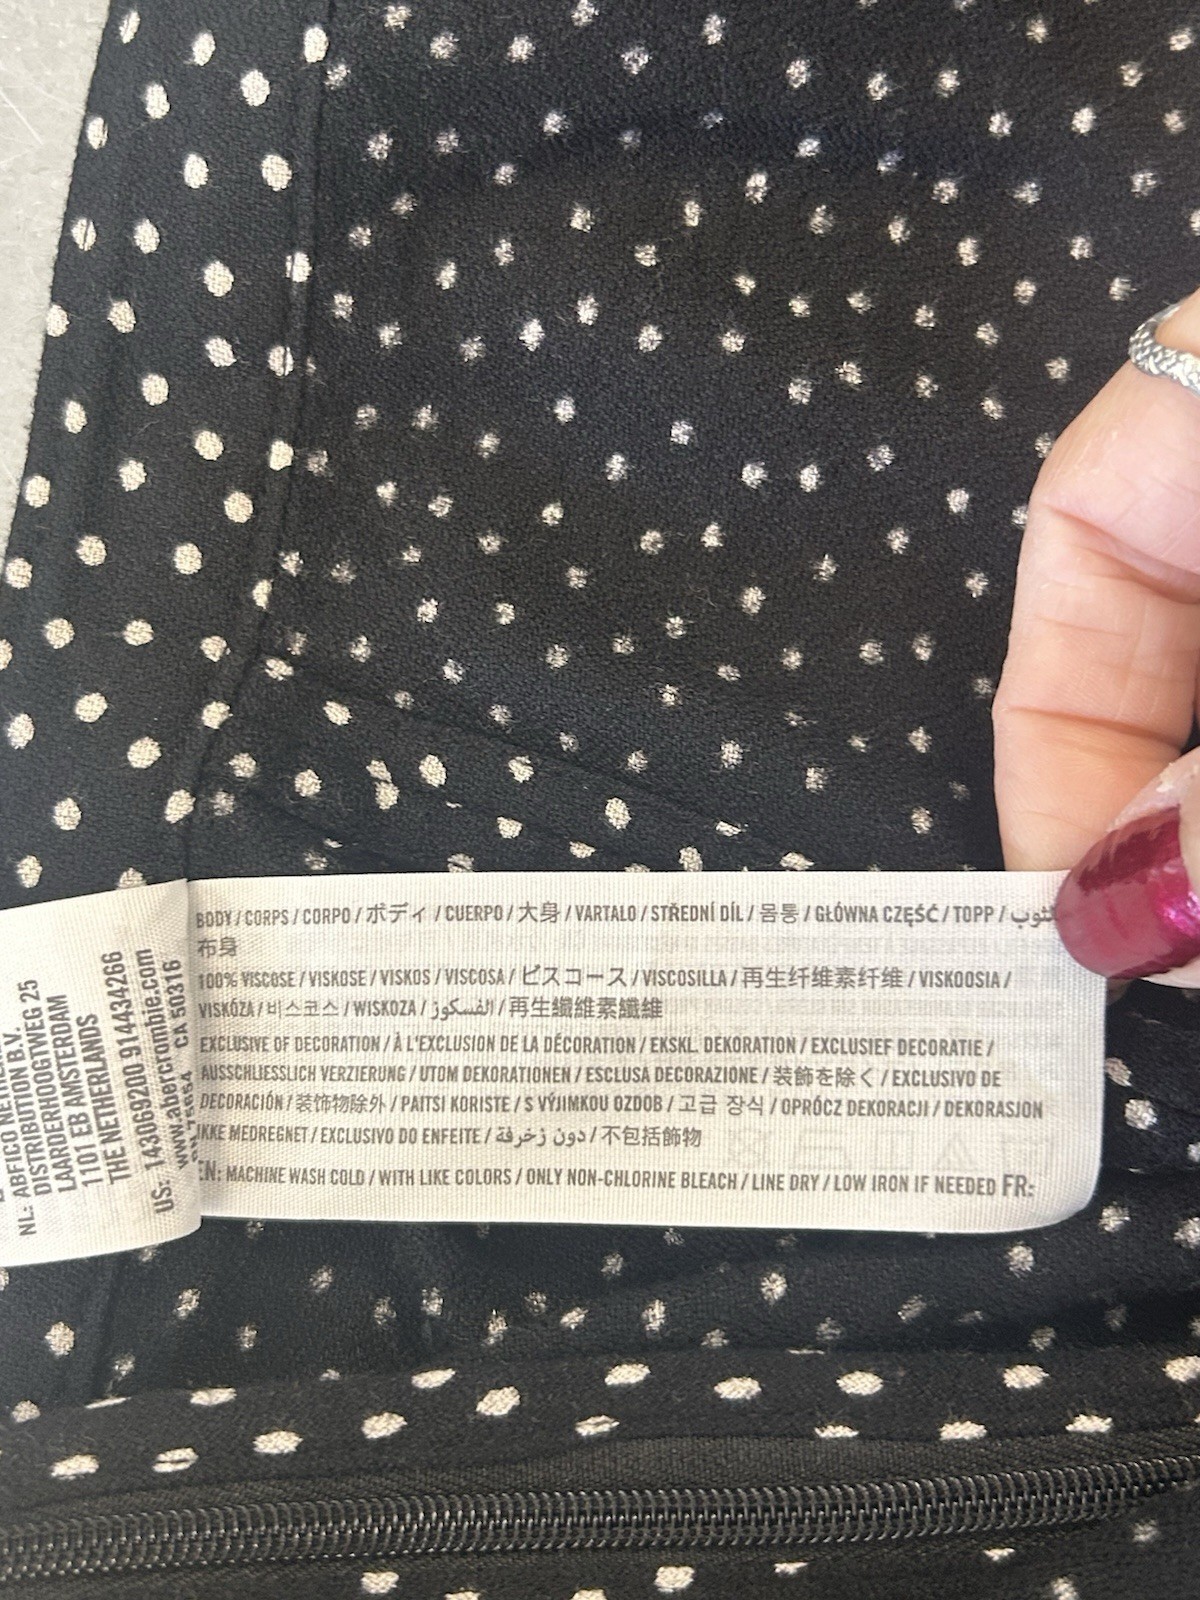 BODY / CORPS / CORPO / ボディ / CUERPO / 大身 / VARTALO / STŘEDNÍ DÍL / 몸통 / GŁÓWNA CZĘŚĆ / TOPP /
布身
100% VISCOSE / VISKOSE / VISKOS / VISCOSA / ビスコース / VISCOSILLA / 再生纤维素纤维 / VISKOOSIA /
VISKÓZA / 비스코스 / WISKOZA / الفسكوز / 再生纖維素纖維
EXCLUSIVE OF DECORATION / À L'EXCLUSION DE LA DÉCORATION / EKSKL. DEKORATION / EXCLUSIEF DECORATIE /
AUSSCHLIESSLICH VERZIERUNG / UTOM DEKORATIONEN / ESCLUSA DECORAZIONE / 装飾を除く / EXCLUSIVO DE
DECORACIÓN / 装饰物除外 / PAITSI KORISTE / S VÝJIMKOU OZDOB / 고급 장식 / OPRÓCZ DEKORACJI / DEKORASJON
IKKE MEDREGNET / EXCLUSIVO DO ENFEITE / دون زخرفة / 不包括飾物
EN: MACHINE WASH COLD / WITH LIKE COLORS / ONLY NON-CHLORINE BLEACH / LINE DRY / LOW IRON IF NEEDED FR:
NL: ABFICO
DISTRIBUTION B.V.
LAARDERHOOGTWEG 25
1101 EB AMSTERDAM
THE NETHERLANDS
US: 143069200 914434266
www.abercrombie.com
RN 75654 CA 50316